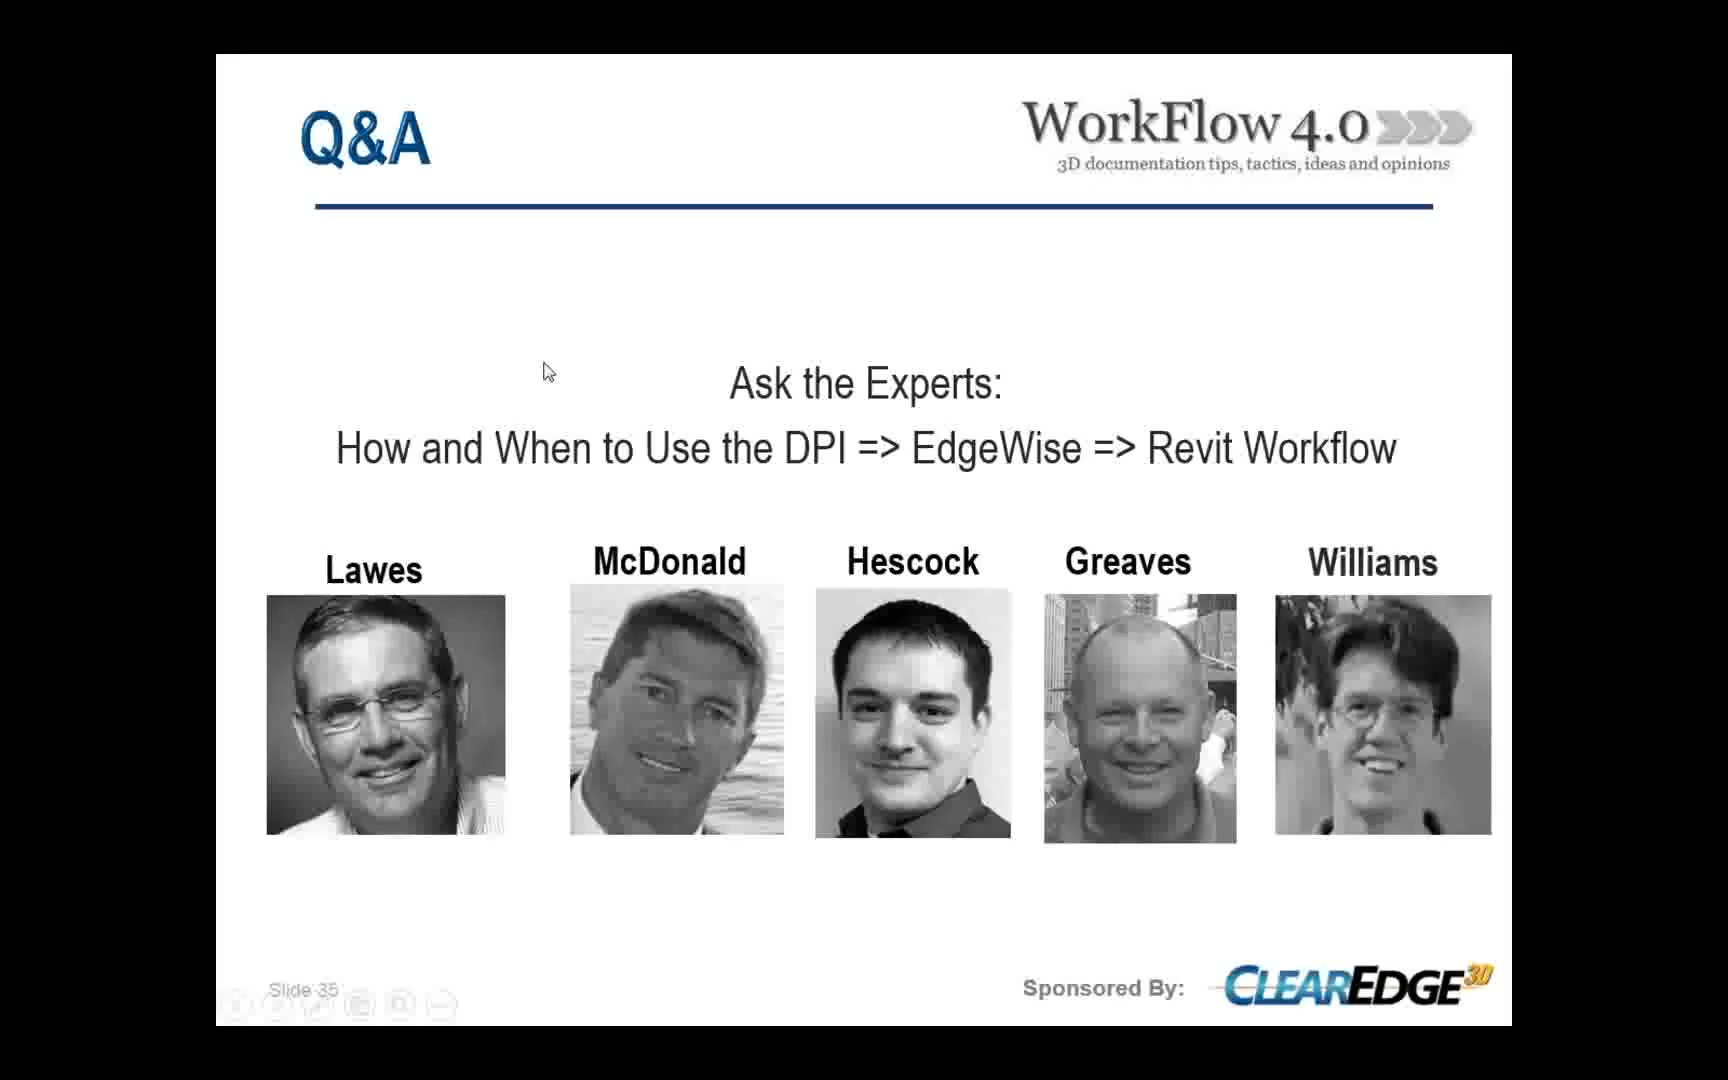 Q&A
WorkFlow 4.0
3D documentation tips, tactics, ideas and opinions
Ask the Experts:
How and When to Use the DPI => EdgeWise => Revit Workflow
Lawes
McDonald
Hescock
Greaves
Williams
Slide 35
Sponsored By:
CLEAREDGE3D